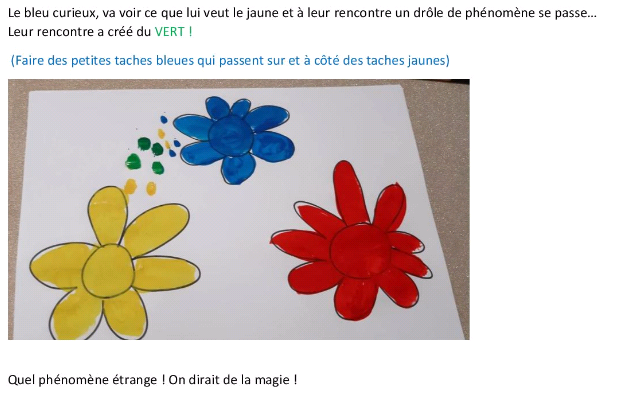 Le bleu curieux, va voir ce que lui veut le jaune et à leur rencontre un drôle de phénomène se passe...
Leur rencontre a créé du VERT !
(Faire des petites taches bleues qui passent sur et à côté des taches jaunes)
Quel phénomène étrange ! On dirait de la magie !